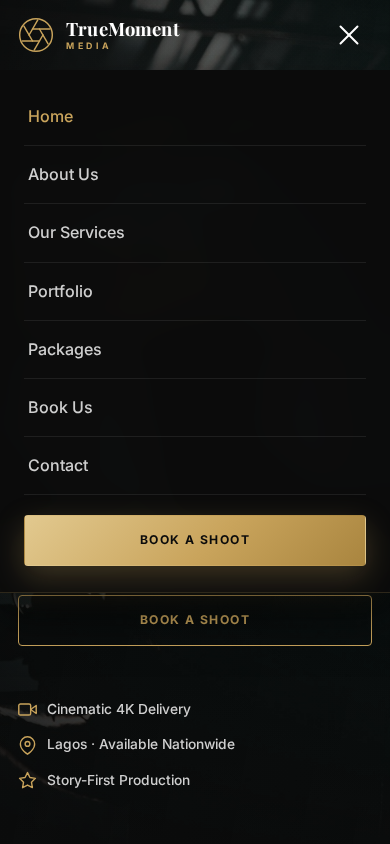 TrueMoment
MEDIA
Home
About Us
Our Services
Portfolio
Packages
Book Us
Contact
BOOK A SHOOT
BOOK A SHOOT
Cinematic 4K Delivery
Lagos · Available Nationwide
Story-First Production